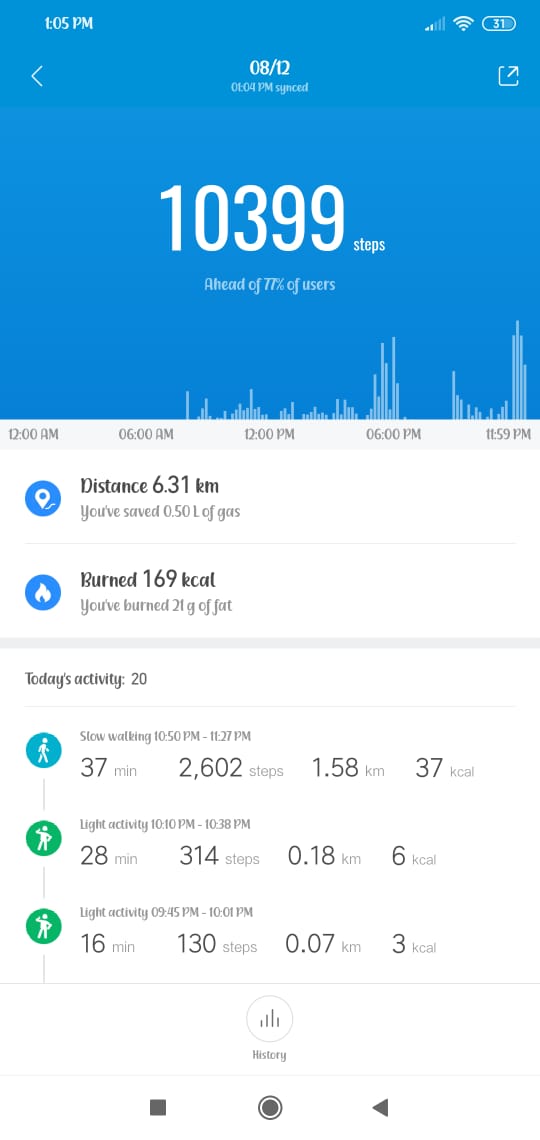 1:05 PM
31
08/12
01:04 PM synced
10399 steps
Ahead of 77% of users
12:00 AM 06:00 AM 12:00 PM 06:00 PM 11:59 PM
Distance 6.31 km
You've saved 0.50 L of gas
Burned 169 kcal
You've burned 21 g of fat
Today's activity: 20
Slow walking 10:50 PM - 11:27 PM
37 min 2,602 steps 1.58 km 37 kcal
Light activity 10:10 PM - 10:38 PM
28 min 314 steps 0.18 km 6 kcal
Light activity 09:45 PM - 10:01 PM
16 min 130 steps 0.07 km 3 kcal
History